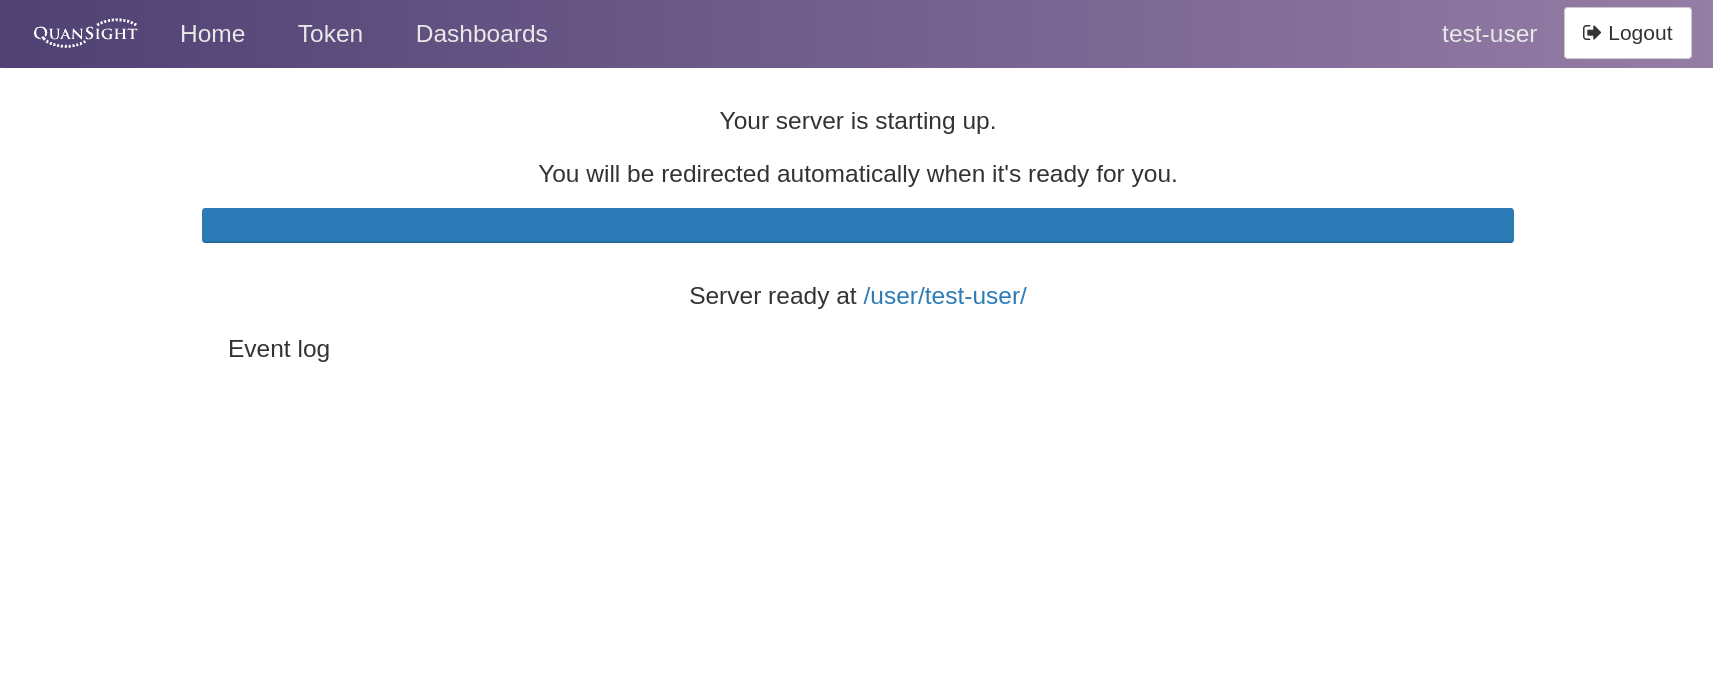 QUANSIGHT Home Token Dashboards test-user Logout
Your server is starting up.
You will be redirected automatically when it's ready for you.
Server ready at /user/test-user/
Event log